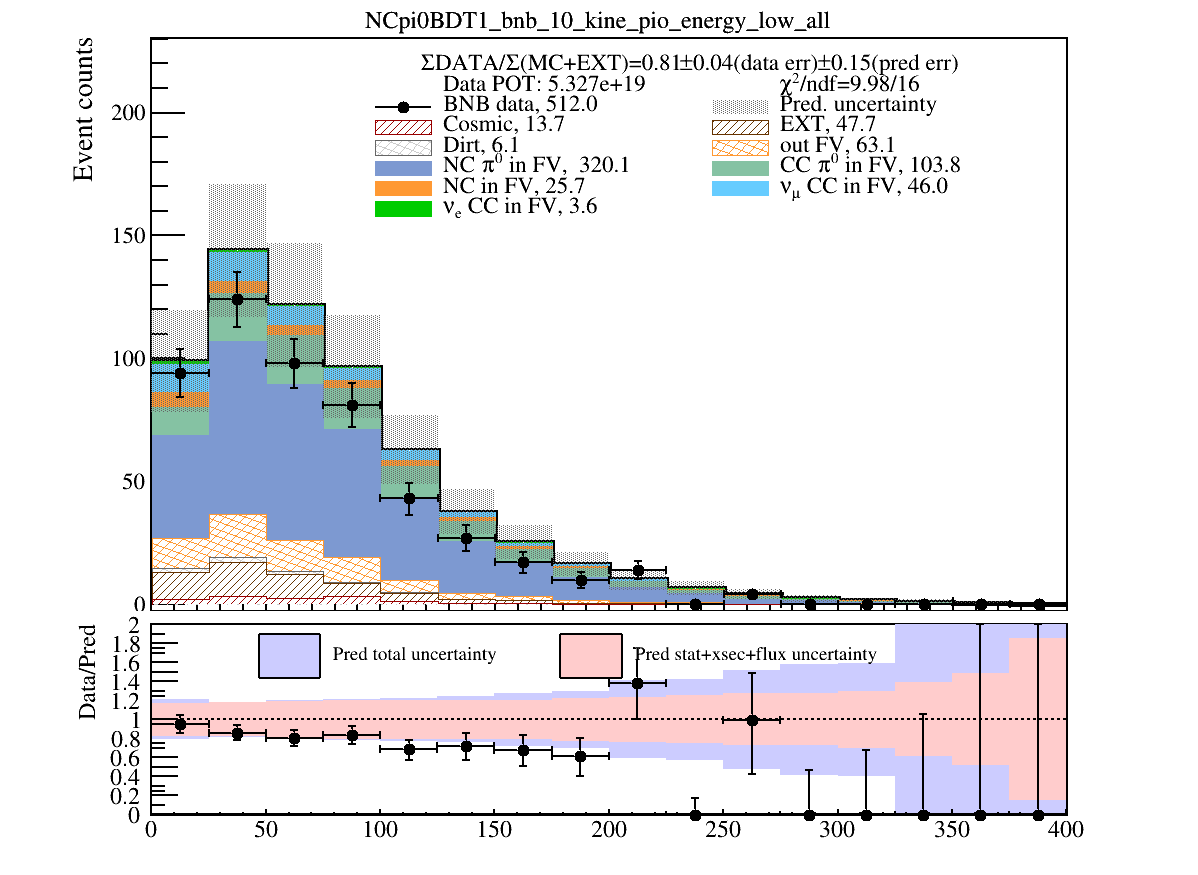 NCpi0BDT1_bnb_10_kine_pio_energy_low_all
ΣDATA/Σ(MC+EXT)=0.81±0.04(data err)±0.15(pred err)
Data POT: 5.327e+19
χ²/ndf=9.98/16
BNB data, 512.0
Pred. uncertainty
Cosmic, 13.7
EXT, 47.7
Dirt, 6.1
out FV, 63.1
NC π⁰ in FV, 320.1
CC π⁰ in FV, 103.8
NC in FV, 25.7
νμ CC in FV, 46.0
νe CC in FV, 3.6
Event counts
200
150
100
50
0
Data/Pred
2
1.8
1.6
1.4
1.2
1
0.8
0.6
0.4
0.2
0
Pred total uncertainty
Pred stat+xsec+flux uncertainty
0 50 100 150 200 250 300 350 400